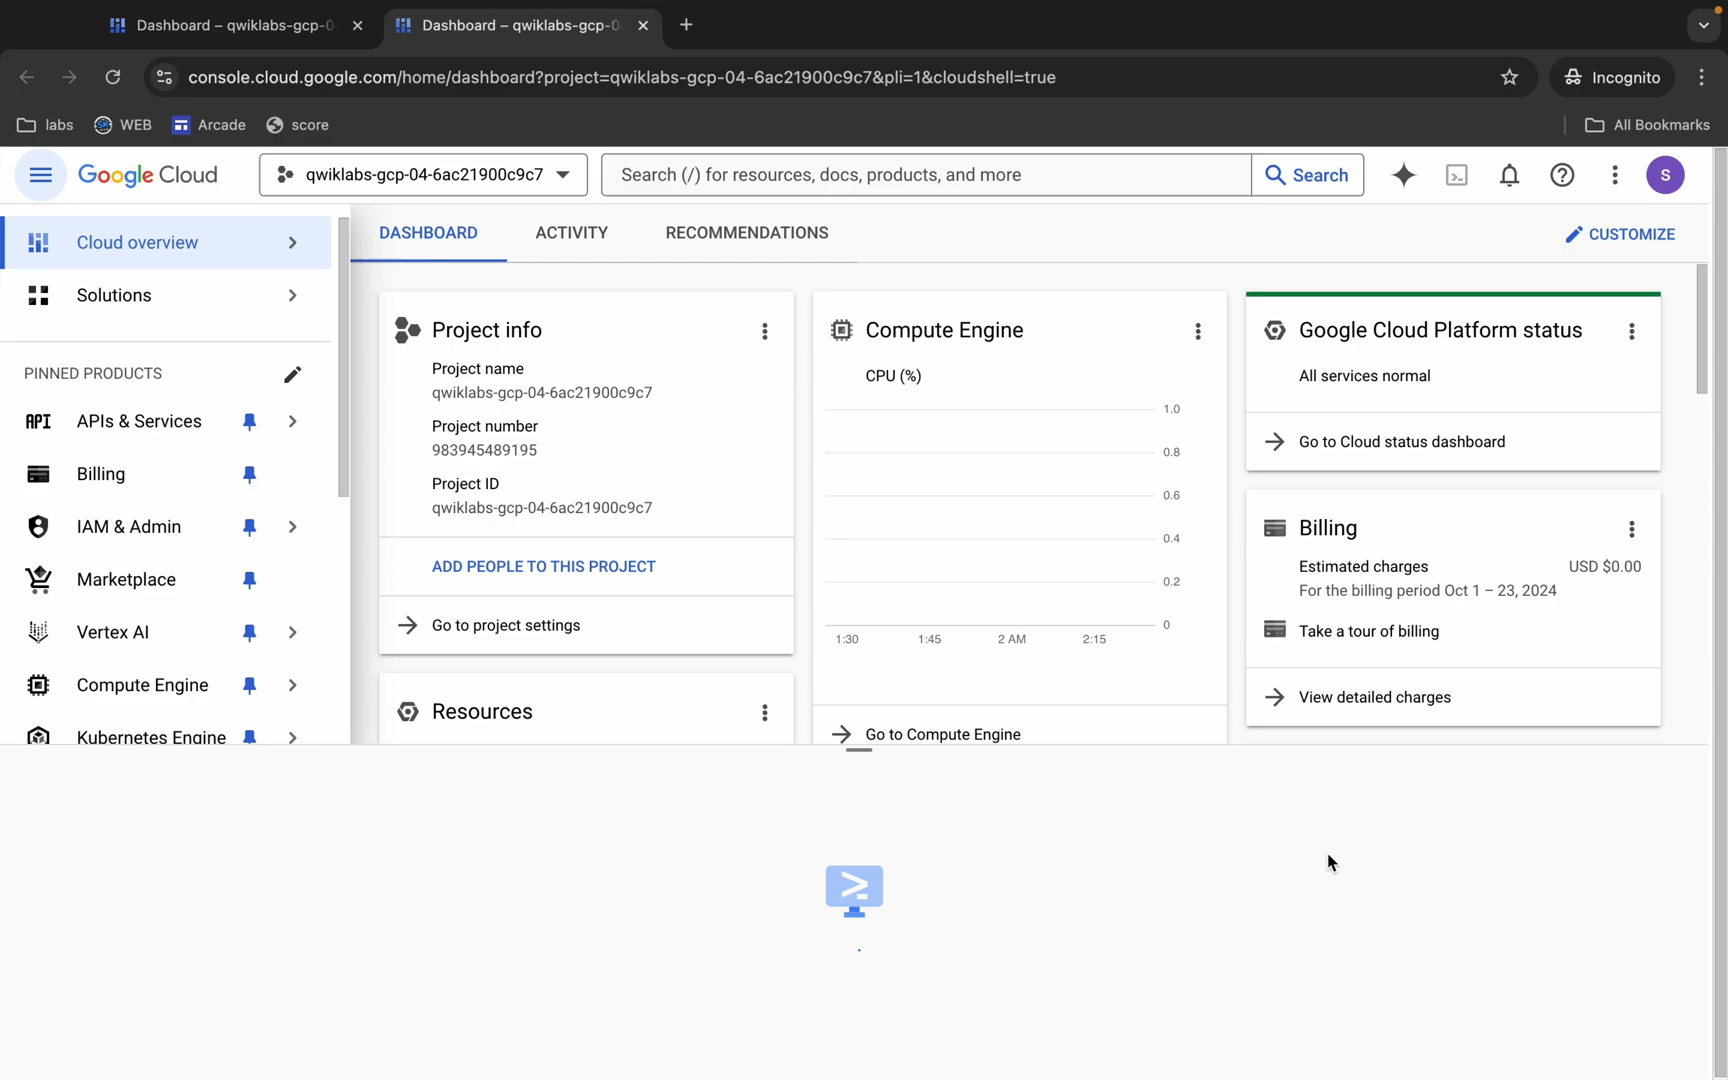 Dashboard – qwiklabs-gcp-0
Dashboard – qwiklabs-gcp-0
console.cloud.google.com/home/dashboard?project=qwiklabs-gcp-04-6ac21900c9c7&pli=1&cloudshell=true
Incognito
labs
WEB
Arcade
score
All Bookmarks
Google Cloud
qwiklabs-gcp-04-6ac21900c9c7
Search (/) for resources, docs, products, and more
Search
S
Cloud overview
Solutions
PINNED PRODUCTS
API APIs & Services
Billing
IAM & Admin
Marketplace
Vertex AI
Compute Engine
Kubernetes Engine
DASHBOARD
ACTIVITY
RECOMMENDATIONS
CUSTOMIZE
Project info
Project name
qwiklabs-gcp-04-6ac21900c9c7
Project number
983945489195
Project ID
qwiklabs-gcp-04-6ac21900c9c7
ADD PEOPLE TO THIS PROJECT
Go to project settings
Resources
Compute Engine
CPU (%)
1.0
0.8
0.6
0.4
0.2
0
1:30
1:45
2 AM
2:15
Go to Compute Engine
Google Cloud Platform status
All services normal
Go to Cloud status dashboard
Billing
Estimated charges
USD $0.00
For the billing period Oct 1 – 23, 2024
Take a tour of billing
View detailed charges